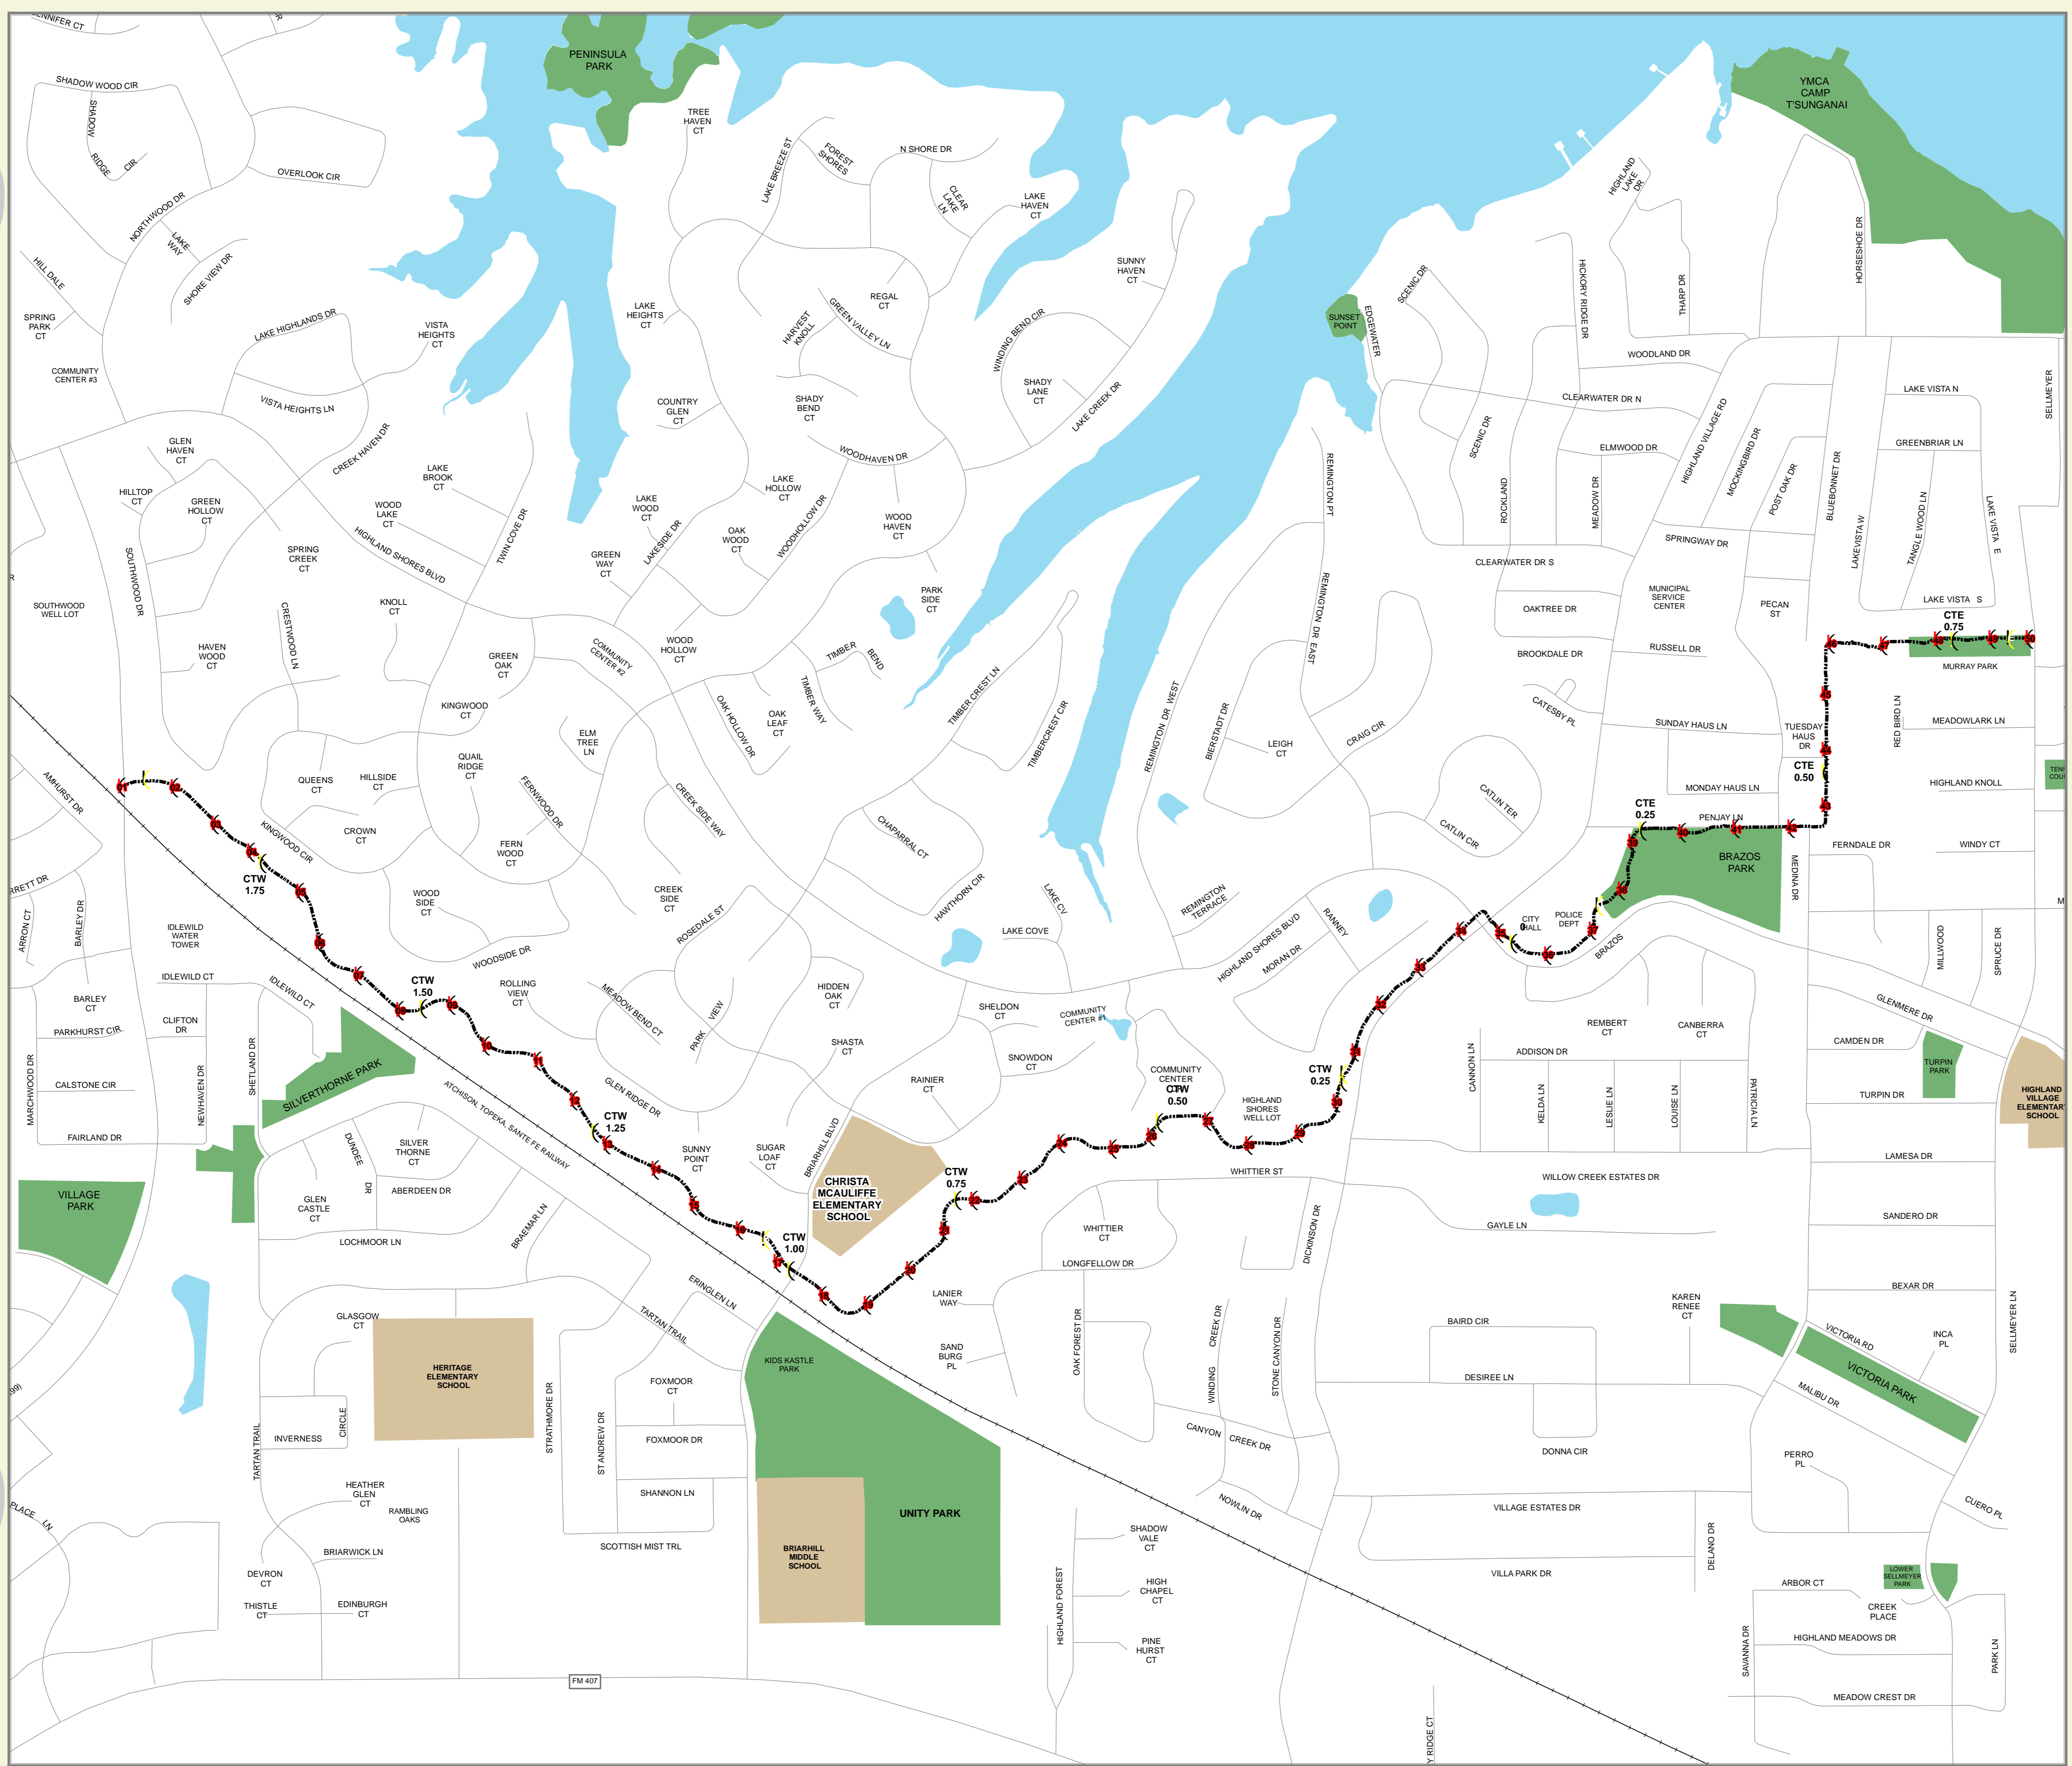 SHADOW WOOD CIR
SHADOW
RIDGE
CIR
OVERLOOK CIR
NORTHWOOD DR
LAKE
WAY
SHORE VIEW DR
HILL DALE
SPRING
PARK
CT
COMMUNITY
CENTER #3
LAKE HIGHLANDS DR
VISTA
HEIGHTS
CT
VISTA HEIGHTS LN
PENINSULA
PARK
TREE
HAVEN
CT
LAKE BREEZE ST
FOREST
SHORES
N SHORE DR
CLEAR
LAKE
LN
LAKE
HAVEN
CT
SUNNY
HAVEN
CT
LAKE
HEIGHTS
CT
REGAL
CT
HARVEST
KNOLL
GREEN VALLEY LN
WINDING BEND CIR
SHADY
LANE
CT
LAKE CREEK DR
COUNTRY
GLEN
CT
SHADY
BEND
CT
WOODHAVEN DR
YMCA
CAMP
T'SUNGANAI
HIGHLAND
LAKE
DR
HORSESHOE DR
HICKORY RIDGE DR
THARP DR
SCENIC DR
SUNSET
POINT
EDGEWATER
WOODLAND DR
CLEARWATER DR N
SCENIC DR
ELMWOOD DR
HIGHLAND VILLAGE RD
MOCKINGBIRD DR
POST OAK DR
BLUEBONNET DR
LAKE VISTA N
GREENBRIAR LN
SELLMEYER
LAKEVISTA W
TANGLE WOOD LN
LAKE VISTA E
LAKE VISTA S
ROCKLAND
MEADOW DR
SPRINGWAY DR
CLEARWATER DR S
OAKTREE DR
MUNICIPAL
SERVICE
CENTER
PECAN
ST
BROOKDALE DR
RUSSELL DR
CATESBY PL
SUNDAY HAUS LN
TUESDAY
HAUS
DR
MONDAY HAUS LN
PENJAY LN
CTE
0.75
MURRAY PARK
RED BIRD LN
MEADOWLARK LN
HIGHLAND KNOLL
CTE
0.50
CTE
0.25
BRAZOS
PARK
FERNDALE DR
WINDY CT
MEDINA DR
GLEN
HAVEN
CT
HILLTOP
CT
GREEN
HOLLOW
CT
SPRING
CREEK
CT
SOUTHWOOD DR
SOUTHWOOD
WELL LOT
CREEK HAVEN DR
LAKE
BROOK
CT
WOOD
LAKE
CT
HIGHLAND SHORES BLVD
TWIN COVE DR
GREEN
WAY
CT
LAKE
WOOD
CT
LAKESIDE DR
OAK
WOOD
CT
LAKE
HOLLOW
CT
WOODHOLLOW DR
WOOD
HAVEN
CT
PARK
SIDE
CT
KNOLL
CT
CRESTWOOD LN
HAVEN
WOOD
CT
GREEN
OAK
CT
COMMUNITY
CENTER #2
WOOD
HOLLOW
CT
TIMBER
BEND
TIMBER WAY
OAK
LEAF
CT
OAK HOLLOW DR
KINGWOOD
CT
ELM
TREE
LN
QUAIL
RIDGE
CT
QUEENS
CT
HILLSIDE
CT
CROWN
CT
KINGWOOD CIR
FERNWOOD DR
FERN
WOOD
CT
CREEK SIDE WAY
CREEK
SIDE
CT
WOOD
SIDE
CT
WOODSIDE DR
ROSEDALE ST
TIMBER CREST LN
TIMBERCREST CIR
CHAPARRAL CT
HAWTHORN CIR
LAKE CV
LAKE COVE
REMINGTON PT
REMINGTON DR EAST
REMINGTON DR WEST
BIERSTADT DR
LEIGH
CT
CRAIG CIR
CATLIN TER
CATLIN CIR
REMINGTON
TERRACE
HIGHLAND SHORES BLVD
RANNEY
MORAN DR
CITY
HALL
0
POLICE
DEPT
BRAZOS
AMHURST DR
RRETT DR
ARRON CT
BARLEY DR
IDLEWILD
WATER
TOWER
IDLEWILD CT
IDLEWILD CT
BARLEY
CT
PARKHURST CIR
CLIFTON
DR
MARCHWOOD DR
CALSTONE CIR
NEWHAVEN DR
SHETLAND DR
FAIRLAND DR
SILVERTHORNE PARK
CTW
1.75
CTW
1.50
CTW
1.25
CTW
1.00
CTW
0.75
CTW
0.50
CTW
0.25
ROLLING
VIEW
CT
MEADOW BEND CT
PARK VIEW
HIDDEN
OAK
CT
SHASTA
CT
SHELDON
CT
SNOWDON
CT
RAINIER
CT
COMMUNITY
CENTER #1
COMMUNITY
CENTER
HIGHLAND
SHORES
WELL LOT
GLEN RIDGE DR
ATCHISON, TOPEKA, SANTE FE RAILWAY
SUNNY
POINT
CT
SUGAR
LOAF
CT
BRIARHILL BLVD
CHRISTA
MCAULIFFE
ELEMENTARY
SCHOOL
VILLAGE
PARK
DUNDEE
DR
SILVER
THORNE
CT
ABERDEEN DR
GLEN
CASTLE
CT
LOCHMOOR LN
BRAEMAR LN
WHITTIER ST
WHITTIER
CT
LONGFELLOW DR
LANIER
WAY
SAND
BURG
PL
OAK FOREST DR
WINDING CREEK DR
STONE CANYON DR
DICKINSON DR
CANYON CREEK DR
NOWLIN DR
CANNON LN
ADDISON DR
REMBERT
CT
CANBERRA
CT
KELDA LN
LESLIE LN
LOUISE LN
PATRICIA LN
WILLOW CREEK ESTATES DR
GAYLE LN
MILLWOOD
SPRUCE DR
GLENMERE DR
CAMDEN DR
TURPIN
PARK
TURPIN DR
HIGHLAND
VILLAGE
ELEMENTARY
SCHOOL
LAMESA DR
SANDERO DR
BEXAR DR
SELLMEYER LN
KAREN
RENEE
CT
BAIRD CIR
DESIREE LN
DONNA CIR
VICTORIA RD
VICTORIA PARK
INCA
PL
MALIBU DR
PERRO
PL
CUERO PL
VILLAGE ESTATES DR
VILLA PARK DR
DELANO DR
LOWER
SELLMEYER
PARK
ARBOR CT
CREEK
PLACE
HIGHLAND MEADOWS DR
SAVANNA DR
PARK LN
MEADOW CREST DR
GLASGOW
CT
HERITAGE
ELEMENTARY
SCHOOL
INVERNESS
CIRCLE
TARTAN TRAIL
HEATHER
GLEN
CT
RAMBLING
OAKS
BRIARWICK LN
DEVRON
CT
THISTLE
CT
EDINBURGH
CT
PLACE LN
ERINGLEN LN
TARTAN TRAIL
STRATHMORE DR
ST ANDREW DR
FOXMOOR
CT
FOXMOOR DR
SHANNON LN
SCOTTISH MIST TRL
KIDS KASTLE
PARK
UNITY PARK
BRIARHILL
MIDDLE
SCHOOL
HIGHLAND FOREST
SHADOW
VALE
CT
HIGH
CHAPEL
CT
PINE
HURST
CT
FM 407
Y RIDGE CT